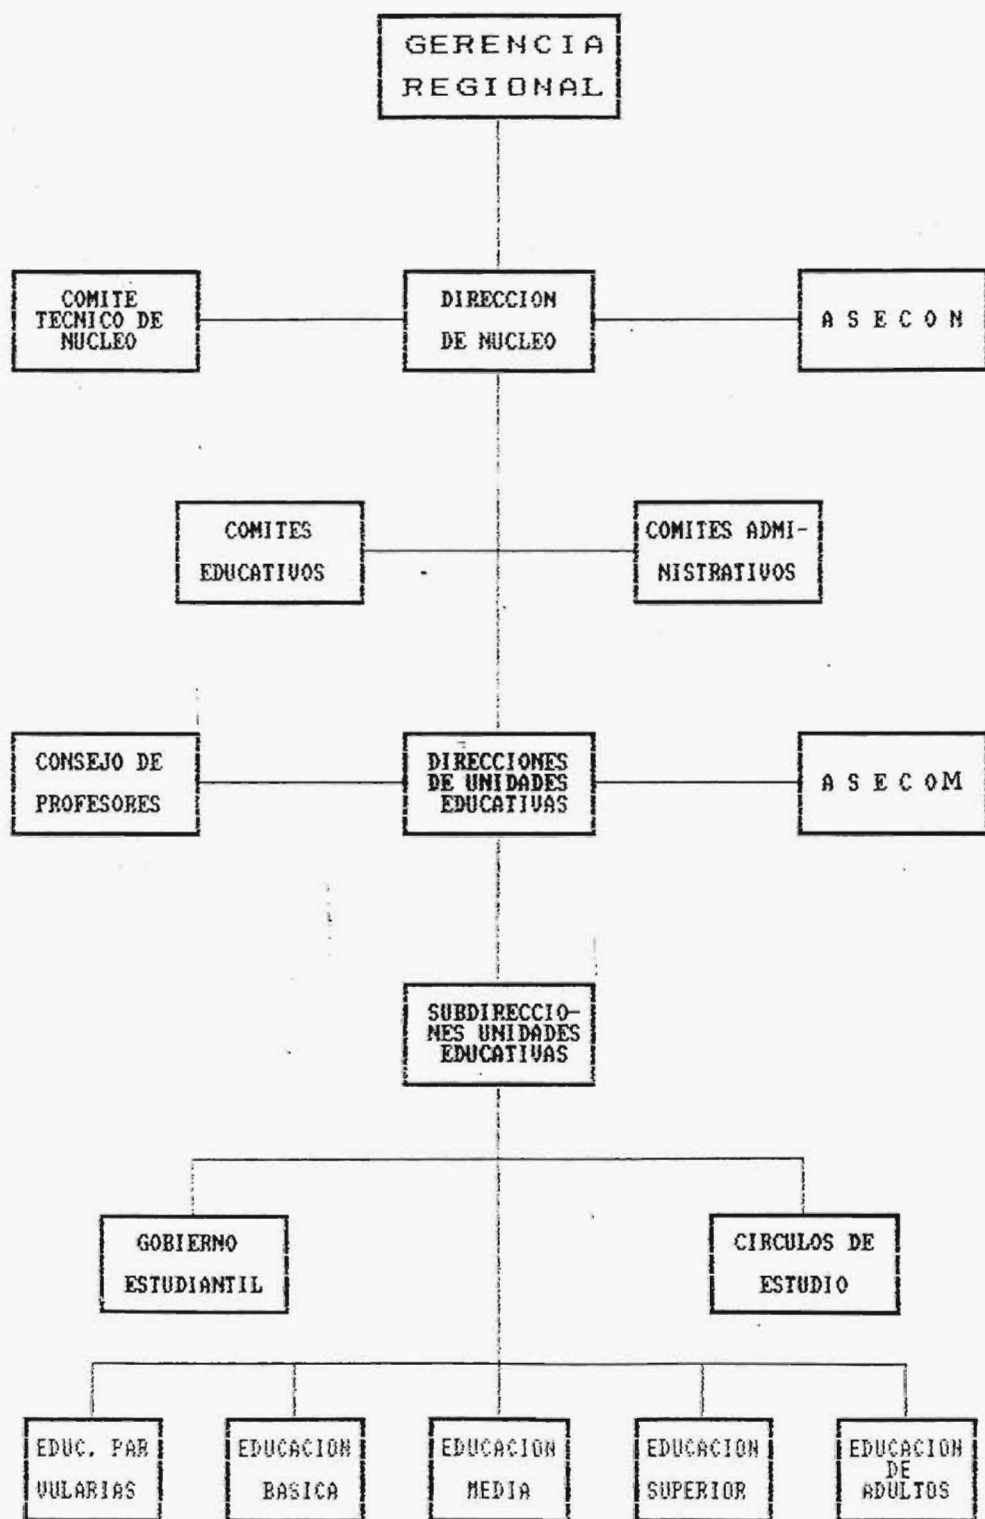 GERENCIA
REGIONAL
COMITE
TECNICO DE
NUCLEO
DIRECCION
DE NUCLEO
A S E C O N
COMITES
EDUCATIVOS
COMITES ADMI-
NISTRATIVOS
CONSEJO DE
PROFESORES
DIRECCIONES
DE UNIDADES
EDUCATIVAS
A S E C O M
SUBDIRECCIO-
NES UNIDADES
EDUCATIVAS
GOBIERNO
ESTUDIANTIL
CIRCULOS DE
ESTUDIO
EDUC. PAR
VULARIAS
EDUCACION
BASICA
EDUCACION
MEDIA
EDUCACION
SUPERIOR
EDUCACION
DE
ADULTOS